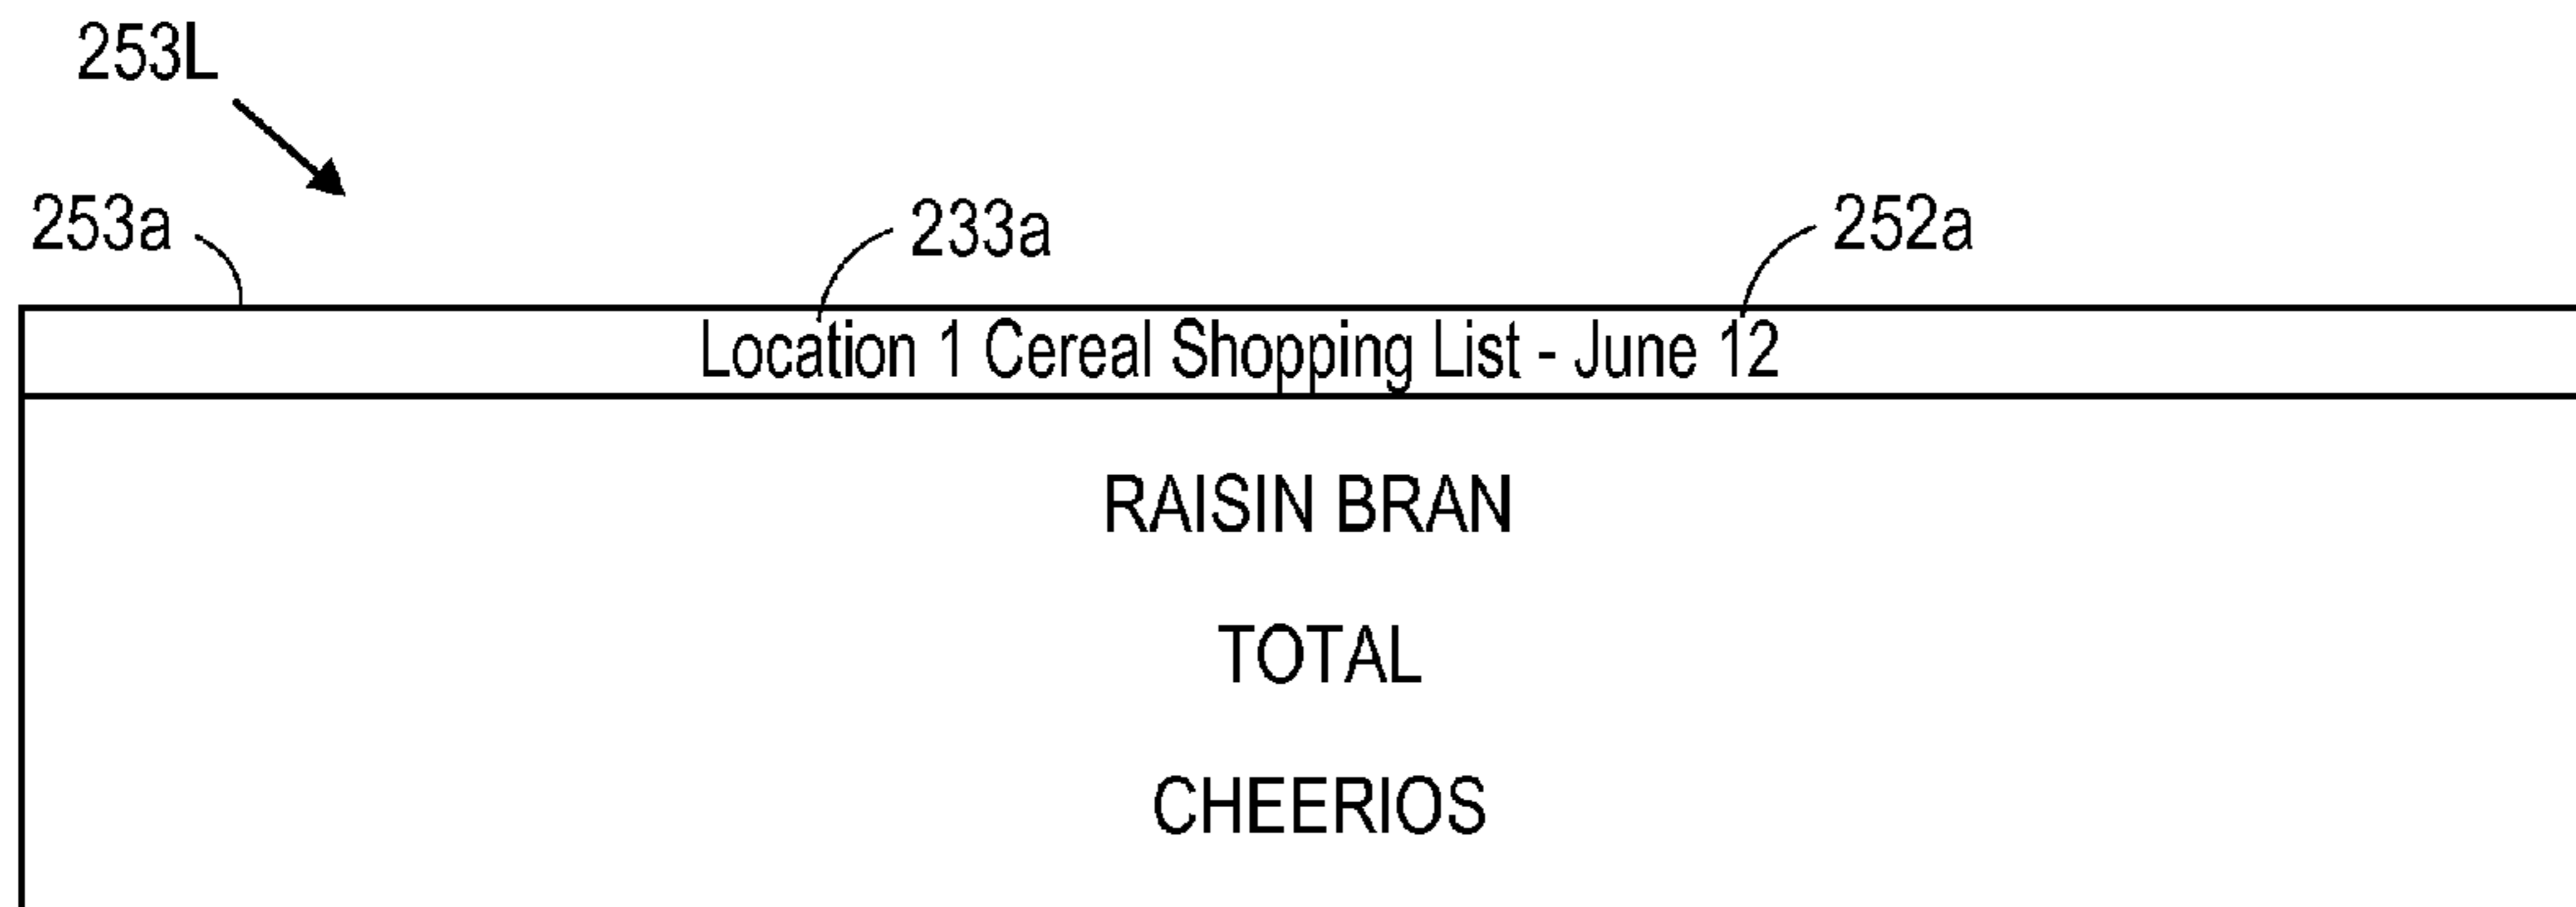 253L
253a 233a 252a
Location 1 Cereal Shopping List - June 12
RAISIN BRAN
TOTAL
CHEERIOS